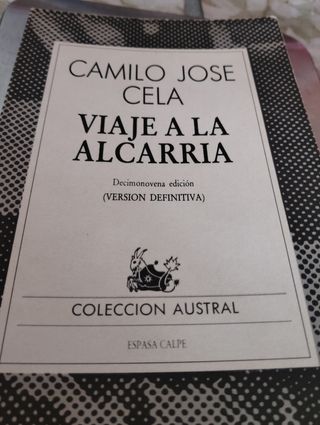 CAMILO JOSE
CELA
VIAJE A LA
ALCARRIA
Decimonovena edición
(VERSION DEFINITIVA)
COLECCION AUSTRAL
ESPASA CALPE